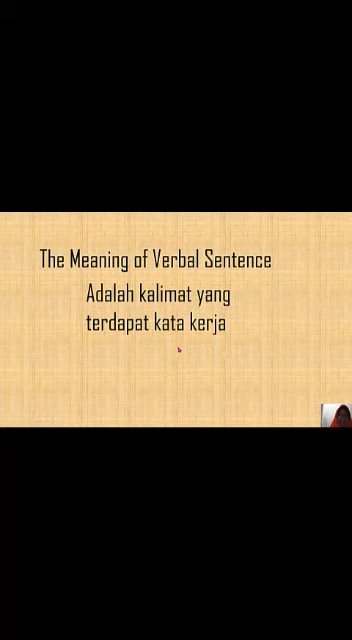 The Meaning of Verbal Sentence
Adalah kalimat yang
terdapat kata kerja